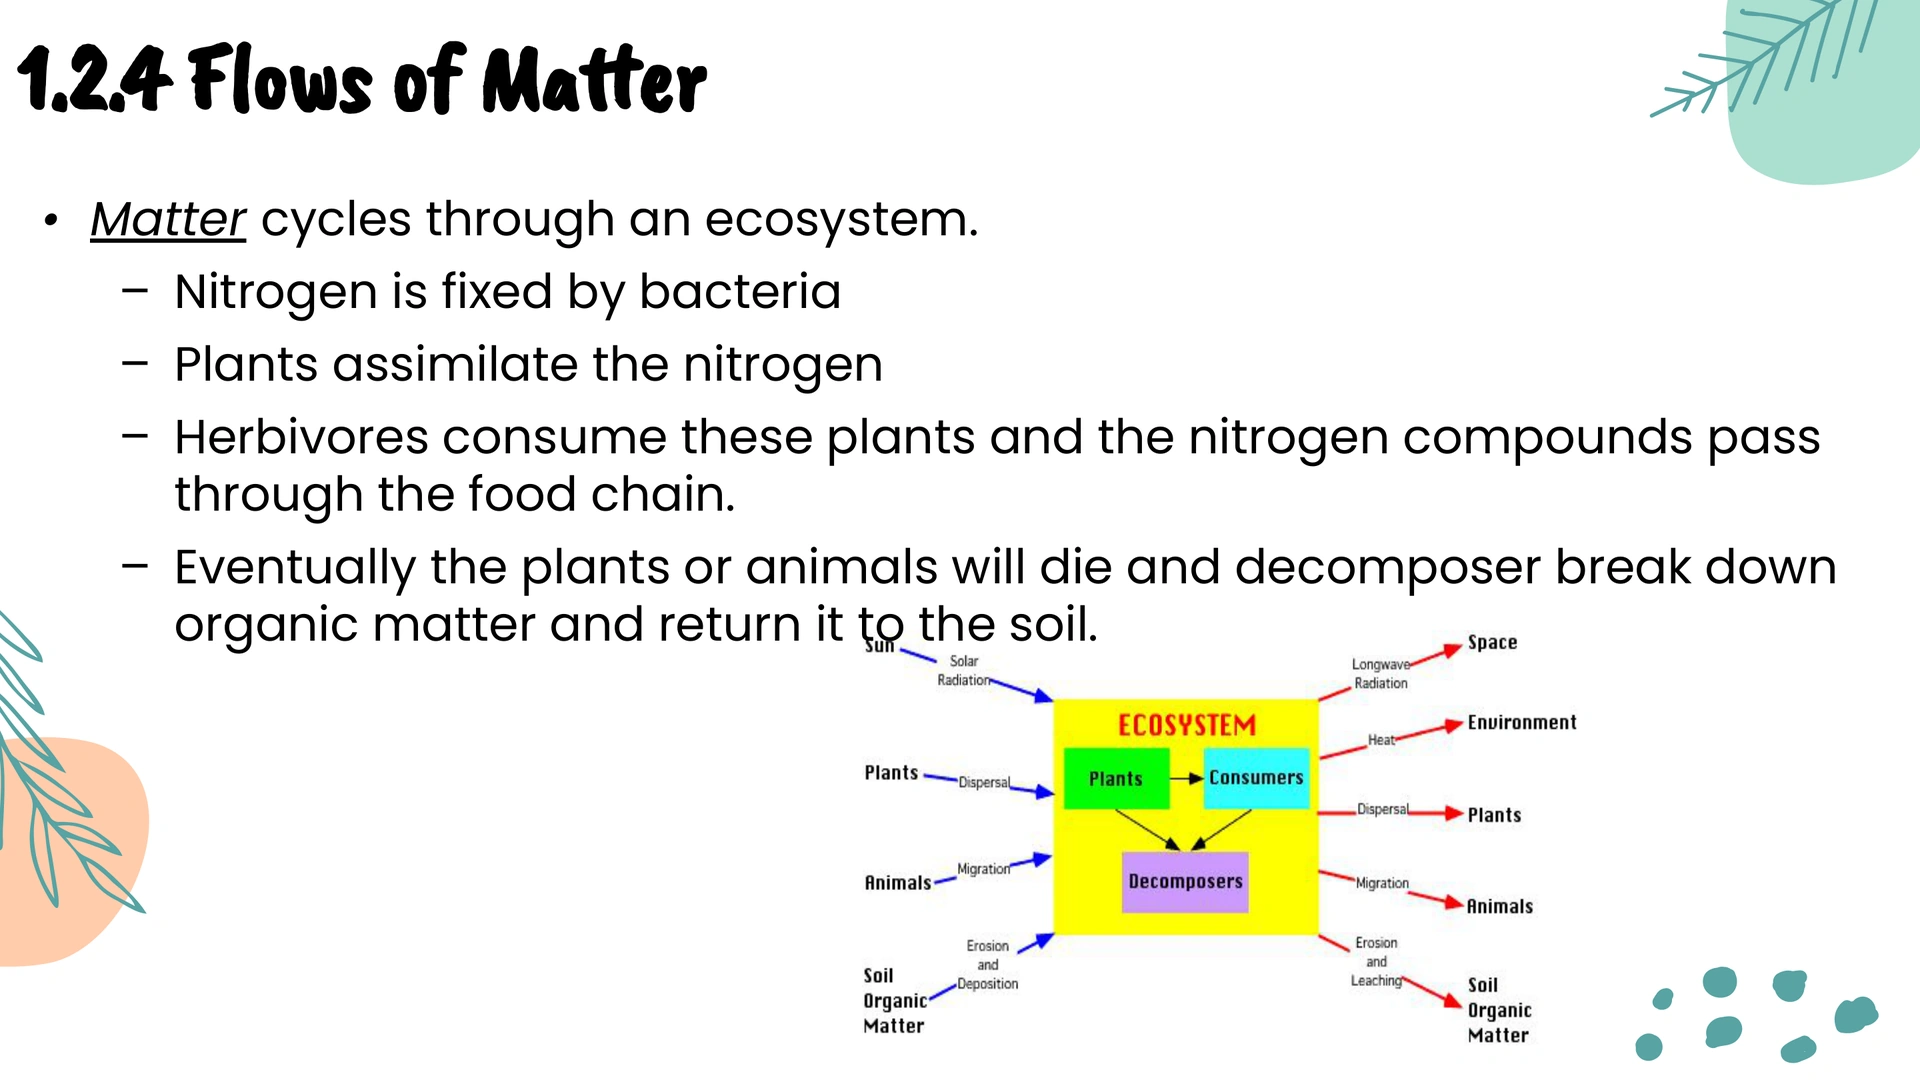 1.2.4 Flows of Matter
• Matter cycles through an ecosystem.
– Nitrogen is fixed by bacteria
– Plants assimilate the nitrogen
– Herbivores consume these plants and the nitrogen compounds pass
through the food chain.
– Eventually the plants or animals will die and decomposer break down
organic matter and return it to the soil.
Sun
Solar
Radiation
Plants
Dispersal
Animals
Migration
Erosion
and
Deposition
Soil
Organic
Matter
ECOSYSTEM
Plants
Consumers
Decomposers
Longwave
Radiation
Space
Heat
Environment
Dispersal
Plants
Migration
Animals
Erosion
and
Leaching
Soil
Organic
Matter